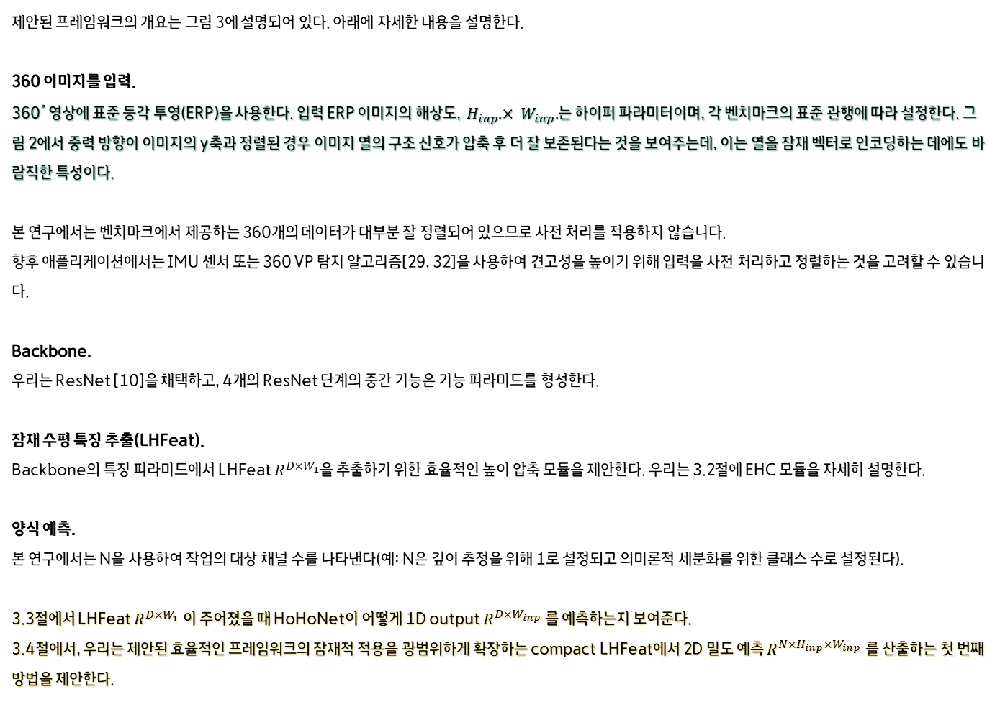 제안된 프레임워크의 개요는 그림 3에 설명되어 있다. 아래에 자세한 내용을 설명한다.
360 이미지를 입력.
360° 영상에 표준 등각 투영(ERP)을 사용한다. 입력 ERP 이미지의 해상도, H_{inp}.× W_{inp}.는 하이퍼 파라미터이며, 각 벤치마크의 표준 관행에 따라 설정한다. 그
림 2에서 중력 방향이 이미지의 y축과 정렬된 경우 이미지 열의 구조 신호가 압축 후 더 잘 보존된다는 것을 보여주는데, 이는 열을 잠재 벡터로 인코딩하는 데에도 바
람직한 특성이다.
본 연구에서는 벤치마크에서 제공하는 360개의 데이터가 대부분 잘 정렬되어 있으므로 사전 처리를 적용하지 않습니다.
향후 애플리케이션에서는 IMU 센서 또는 360 VP 탐지 알고리즘[29, 32]을 사용하여 견고성을 높이기 위해 입력을 사전 처리하고 정렬하는 것을 고려할 수 있습니
다.
Backbone.
우리는 ResNet [10]을 채택하고, 4개의 ResNet 단계의 중간 기능은 기능 피라미드를 형성한다.
잠재 수평 특징 추출(LHFeat).
Backbone의 특징 피라미드에서 LHFeat R^{D×W_1}을 추출하기 위한 효율적인 높이 압축 모듈을 제안한다. 우리는 3.2절에 EHC 모듈을 자세히 설명한다.
양식 예측.
본 연구에서는 N을 사용하여 작업의 대상 채널 수를 나타낸다(예: N은 깊이 추정을 위해 1로 설정되고 의미론적 세분화를 위한 클래스 수로 설정된다).
3.3절에서 LHFeat R^{D×W_1} 이 주어졌을 때 HoHoNet이 어떻게 1D output R^{D×W_{inp}} 를 예측하는지 보여준다.
3.4절에서, 우리는 제안된 효율적인 프레임워크의 잠재적 적용을 광범위하게 확장하는 compact LHFeat에서 2D 밀도 예측 R^{N×H_{inp}×W_{inp}} 를 산출하는 첫 번째
방법을 제안한다.